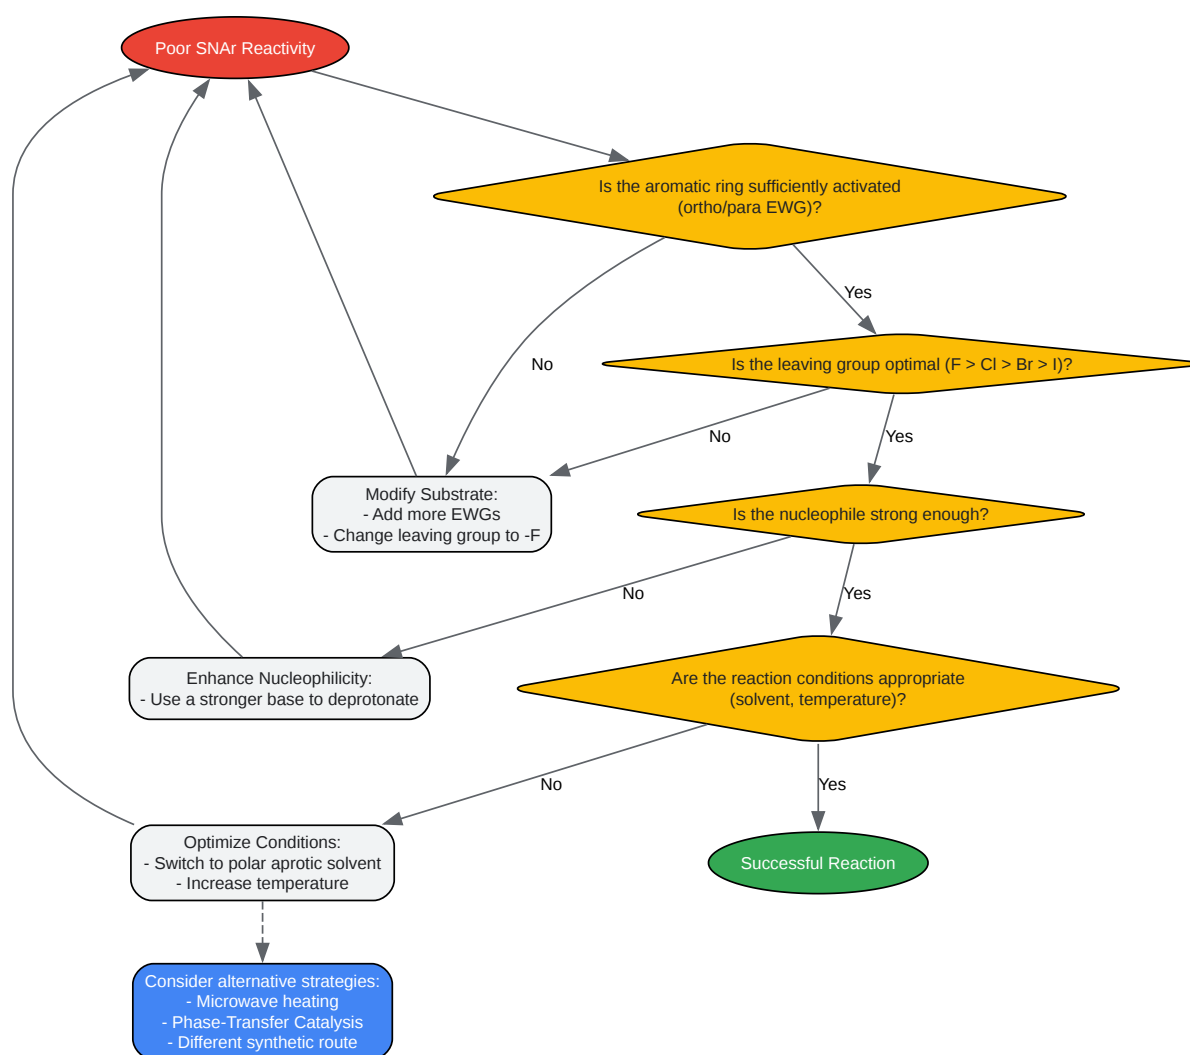 Poor SNAr Reactivity
Is the aromatic ring sufficiently activated
(ortho/para EWG)?
Yes
No
Is the leaving group optimal (F > Cl > Br > I)?
No
Yes
Modify Substrate:
- Add more EWGs
- Change leaving group to -F
Is the nucleophile strong enough?
No
Yes
Enhance Nucleophilicity:
- Use a stronger base to deprotonate
Are the reaction conditions appropriate
(solvent, temperature)?
No
Yes
Optimize Conditions:
- Switch to polar aprotic solvent
- Increase temperature
Successful Reaction
Consider alternative strategies:
- Microwave heating
- Phase-Transfer Catalysis
- Different synthetic route